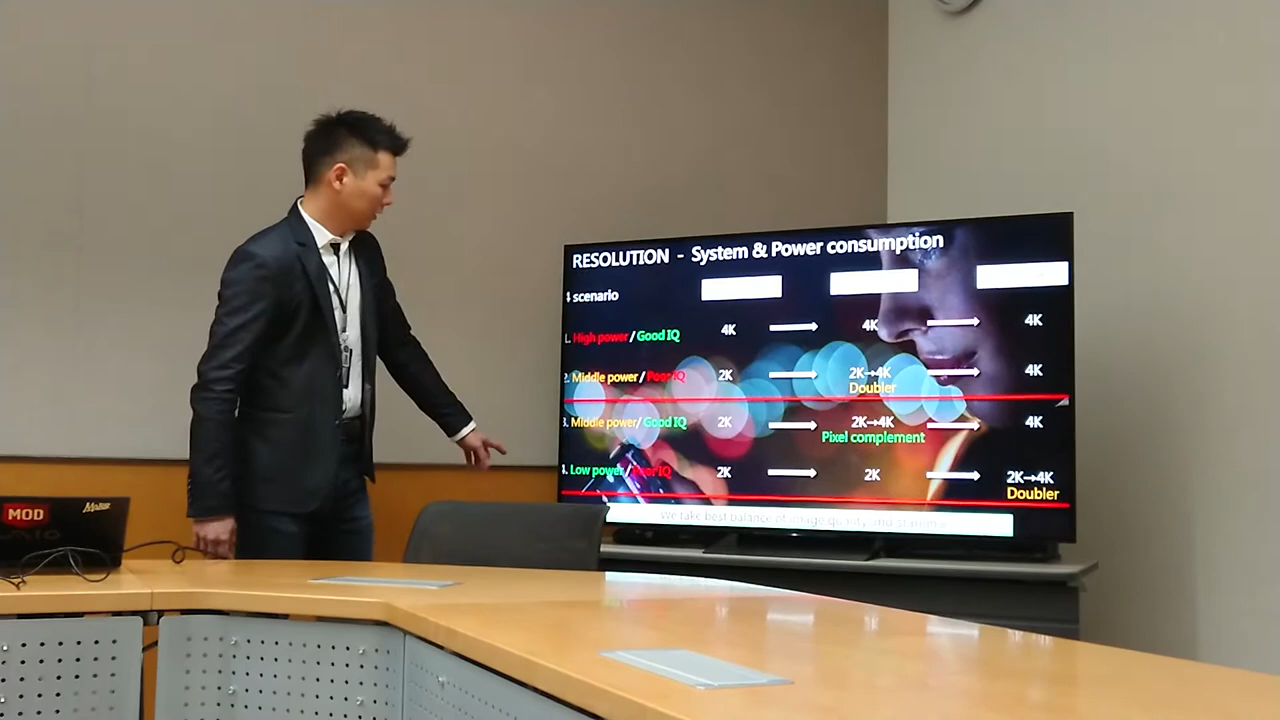 RESOLUTION - System & Power consumption
scenario
High power / Good IQ 4K 4K 4K
2. Middle power / Poor IQ 2K 2K→4K 4K
Doubler
3. Middle power/ Good IQ 2K 2K→4K 4K
Pixel complement
4. Low power/ Poor IQ 2K 2K 2K→4K
Doubler
We take best balance of image quality and
MOD